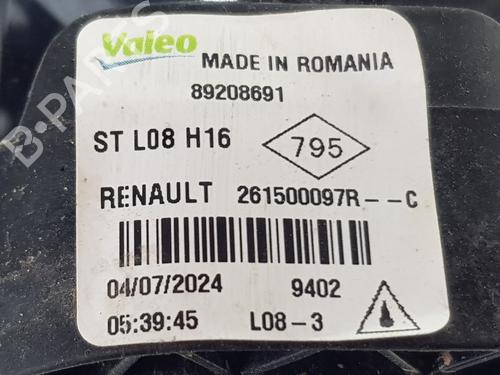 Valeo
MADE IN ROMANIA
89208691
ST L08 H16
795
RENAULT 261500097R--C
04/07/2024 9402
05:39:45 L08-3
B-PARTS